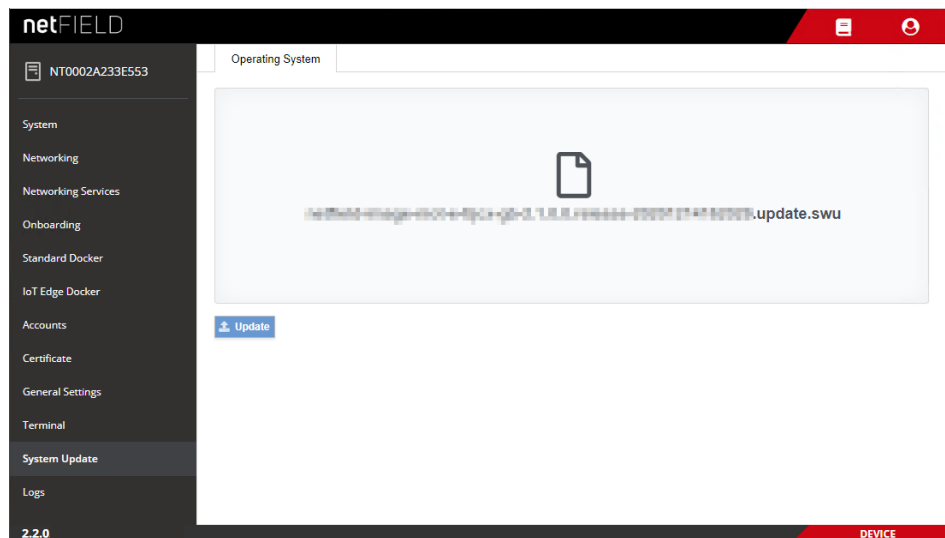 netFIELD
NT0002A233E553
Operating System
System
Networking
Networking Services
Onboarding
Standard Docker
IoT Edge Docker
Accounts
Certificate
General Settings
Terminal
System Update
Logs
.update.swu
Update
2.2.0
DEVICE